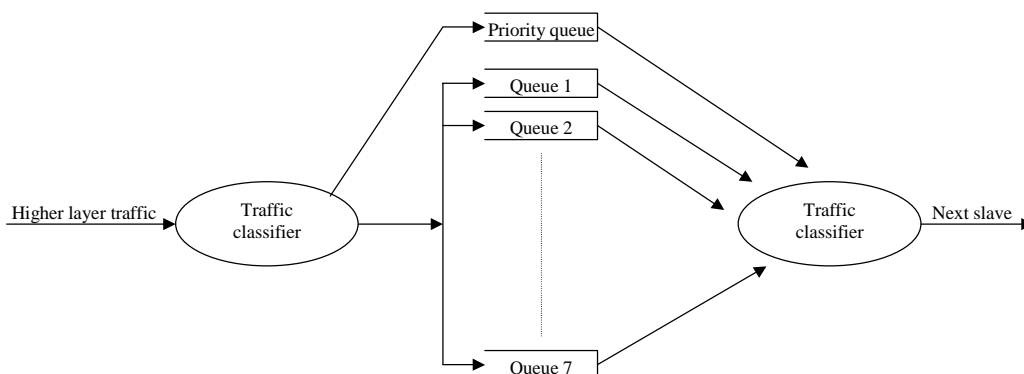 Priority queue
Queue 1
Queue 2
Higher layer traffic
Traffic
classifier
Traffic
classifier
Next slave
Queue 7